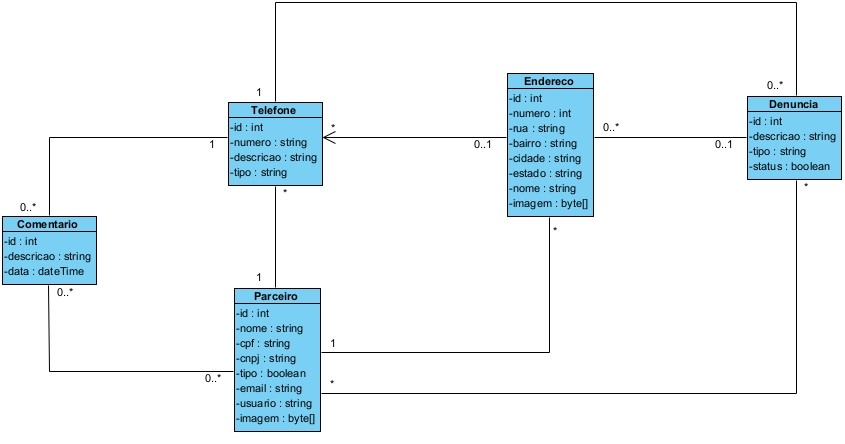 1
0..*
Telefone
-id : int
-numero : string
-descricao : string
-tipo : string
*
1
*
Endereco
-id : int
-numero : int
-rua : string
-bairro : string
-cidade : string
-estado : string
-nome : string
-imagem : byte[]
0..1
0..*
*
Denuncia
-id : int
-descricao : string
-tipo : string
-status : boolean
0..1
*
0..*
Comentario
-id : int
-descricao : string
-data : dateTime
0..*
0..*
1
Parceiro
-id : int
-nome : string
-cpf : string
-cnpj : string
-tipo : boolean
-email : string
-usuario : string
-imagem : byte[]
1
*